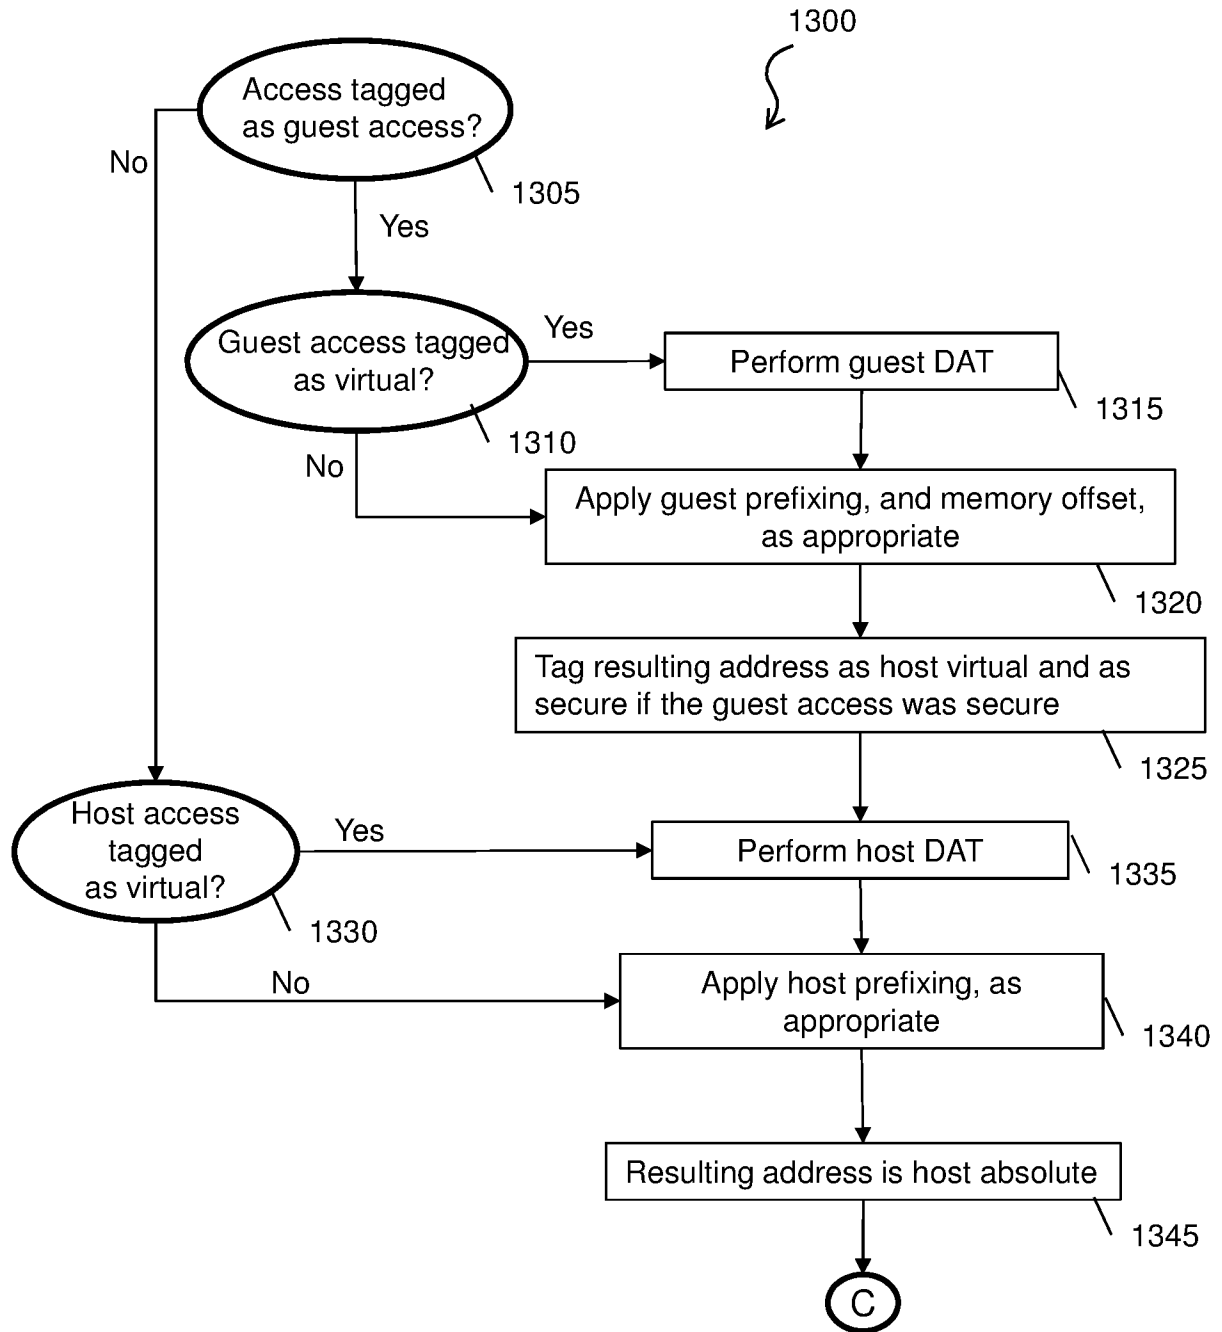 1300
Access tagged
as guest access?
No
1305
Yes
Guest access tagged
as virtual?
Yes
Perform guest DAT
1315
1310
No
Apply guest prefixing, and memory offset,
as appropriate
1320
Tag resulting address as host virtual and as
secure if the guest access was secure
1325
Host access
tagged
as virtual?
Yes
Perform host DAT
1335
1330
No
Apply host prefixing, as
appropriate
1340
Resulting address is host absolute
1345
C